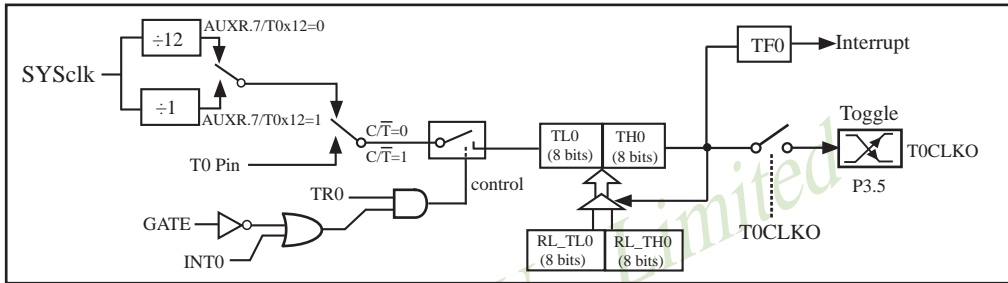 AUXR.7/T0x12=0
÷12
SYSclk
÷1
AUXR.7/T0x12=1
T0 Pin
C/T̅=0
C/T̅=1
control
TR0
GATE
INT0
TL0
(8 bits)
TH0
(8 bits)
RL_TL0
(8 bits)
RL_TH0
(8 bits)
TF0
Interrupt
Toggle
T0CLKO
P3.5
T0CLKO
Limited